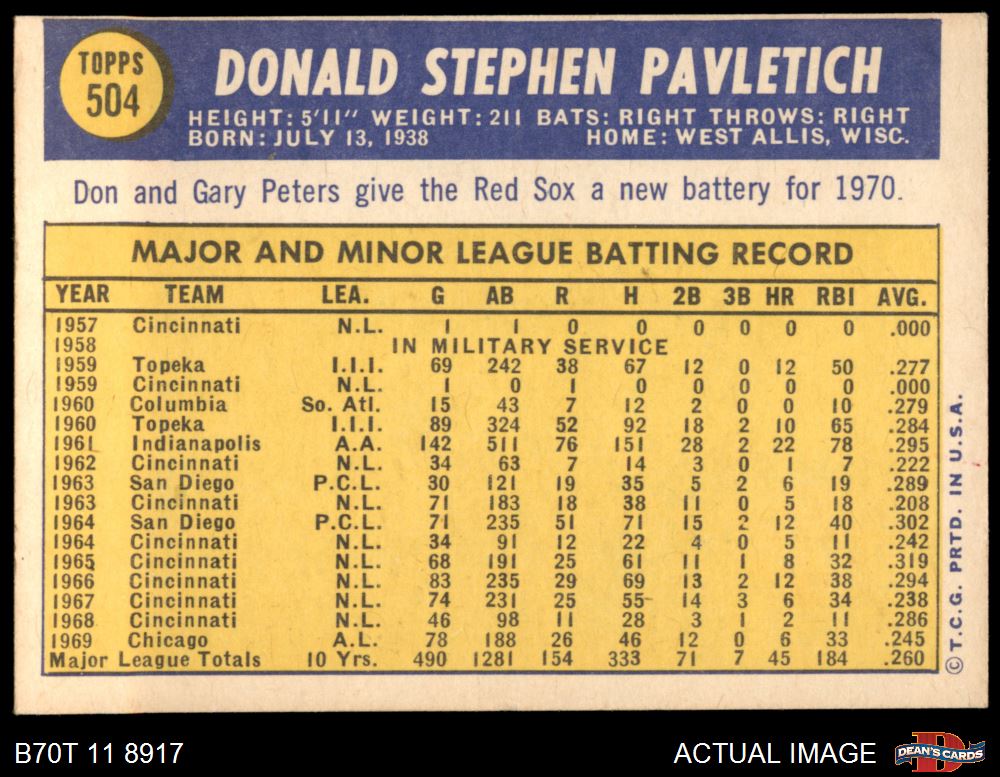 TOPPS
504
DONALD STEPHEN PAVLETICH
HEIGHT: 5'11" WEIGHT: 211 BATS: RIGHT THROWS: RIGHT
BORN: JULY 13, 1938 HOME: WEST ALLIS, WISC.
Don and Gary Peters give the Red Sox a new battery for 1970.
MAJOR AND MINOR LEAGUE BATTING RECORD
YEAR TEAM LEA. G AB R H 2B 3B HR RBI AVG.
1957 Cincinnati N.L. 1 1 0 0 0 0 0 0 .000
1958 IN MILITARY SERVICE
1959 Topeka I.I.I. 69 242 38 67 12 0 12 50 .277
1959 Cincinnati N.L. 1 0 1 0 0 0 0 0 .000
1960 Columbia So. Atl. 15 43 7 12 2 0 0 10 .279
1960 Topeka I.I.I. 89 324 52 92 18 2 10 65 .284
1961 Indianapolis A.A. 142 511 76 151 28 2 22 78 .295
1962 Cincinnati N.L. 34 63 7 14 3 0 1 7 .222
1963 San Diego P.C.L. 30 121 19 35 5 2 6 19 .289
1963 Cincinnati N.L. 71 183 18 38 11 0 5 18 .208
1964 San Diego P.C.L. 71 235 51 71 15 2 12 40 .302
1964 Cincinnati N.L. 34 91 12 22 4 0 5 11 .242
1965 Cincinnati N.L. 68 191 25 61 11 1 8 32 .319
1966 Cincinnati N.L. 83 235 29 69 13 2 12 38 .294
1967 Cincinnati N.L. 74 231 25 55 14 3 6 34 .238
1968 Cincinnati N.L. 46 98 11 28 3 1 2 11 .286
1969 Chicago A.L. 78 188 26 46 12 0 6 33 .245
Major League Totals 10 Yrs. 490 1281 154 333 71 7 45 184 .260
© T.C.G. PRTD. IN U.S.A.
B70T 11 8917
ACTUAL IMAGE
D
DEAN'S CARDS